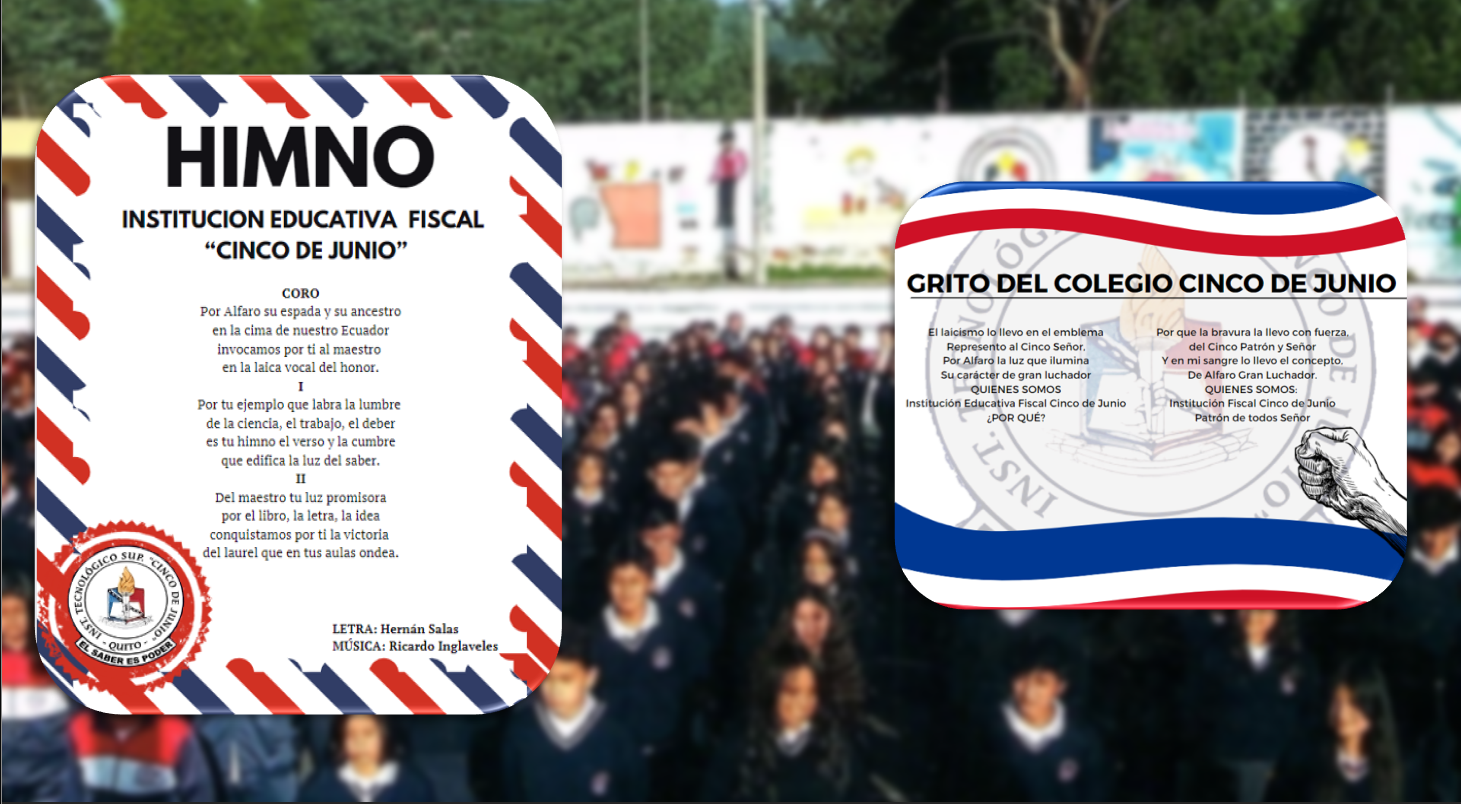 HIMNO
INSTITUCION EDUCATIVA FISCAL
“CINCO DE JUNIO”
CORO
Por Alfaro su espada y su ancestro
en la cima de nuestro Ecuador
invocamos por ti al maestro
en la laica vocal del honor.
I
Por tu ejemplo que labra la lumbre
de la ciencia, el trabajo, el deber
es tu himno el verso y la cumbre
que edifica la luz del saber.
II
Del maestro tu luz promisora
por el libro, la letra, la idea
conquistamos por ti la victoria
del laurel que en tus aulas ondea.
LETRA: Hernán Salas
MÚSICA: Ricardo Inglaveles
INST. TECNOLÓGICO SUP. "CINCO DE JUNIO"
- QUITO -
EL SABER ES PODER
GRITO DEL COLEGIO CINCO DE JUNIO
El laicismo lo llevo en el emblema
Represento al Cinco Señor,
Por Alfaro la luz que ilumina
Su carácter de gran luchador
QUIENES SOMOS
Institución Educativa Fiscal Cinco de Junio
¿POR QUÉ?
Por que la bravura la llevo con fuerza,
del Cinco Patrón y Señor
Y en mi sangre lo llevo el concepto,
De Alfaro Gran Luchador.
QUIENES SOMOS:
Institución Fiscal Cinco de Junio
Patrón de todos Señor